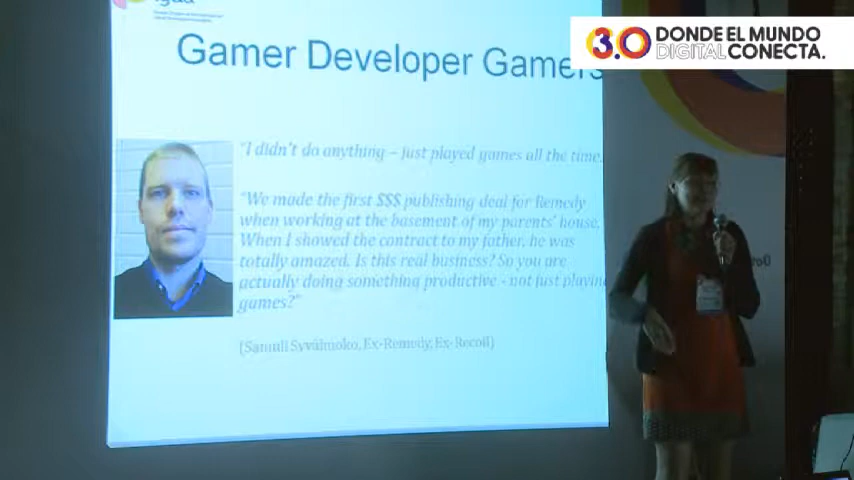 3.0 DONDE EL MUNDO
DIGITAL CONECTA.
Gamer Developer Gamers
"I didn't do anything – just played games all the time.
"We made the first $$$ publishing deal for Remedy
when working at the basement of my parents' house.
When I showed the contract to my father, he was
totally amazed. Is this real business? So you are
actually doing something productive - not just playing
games?"
(Samuli Syvähuoko, Ex-Remedy, Ex-Recoil)